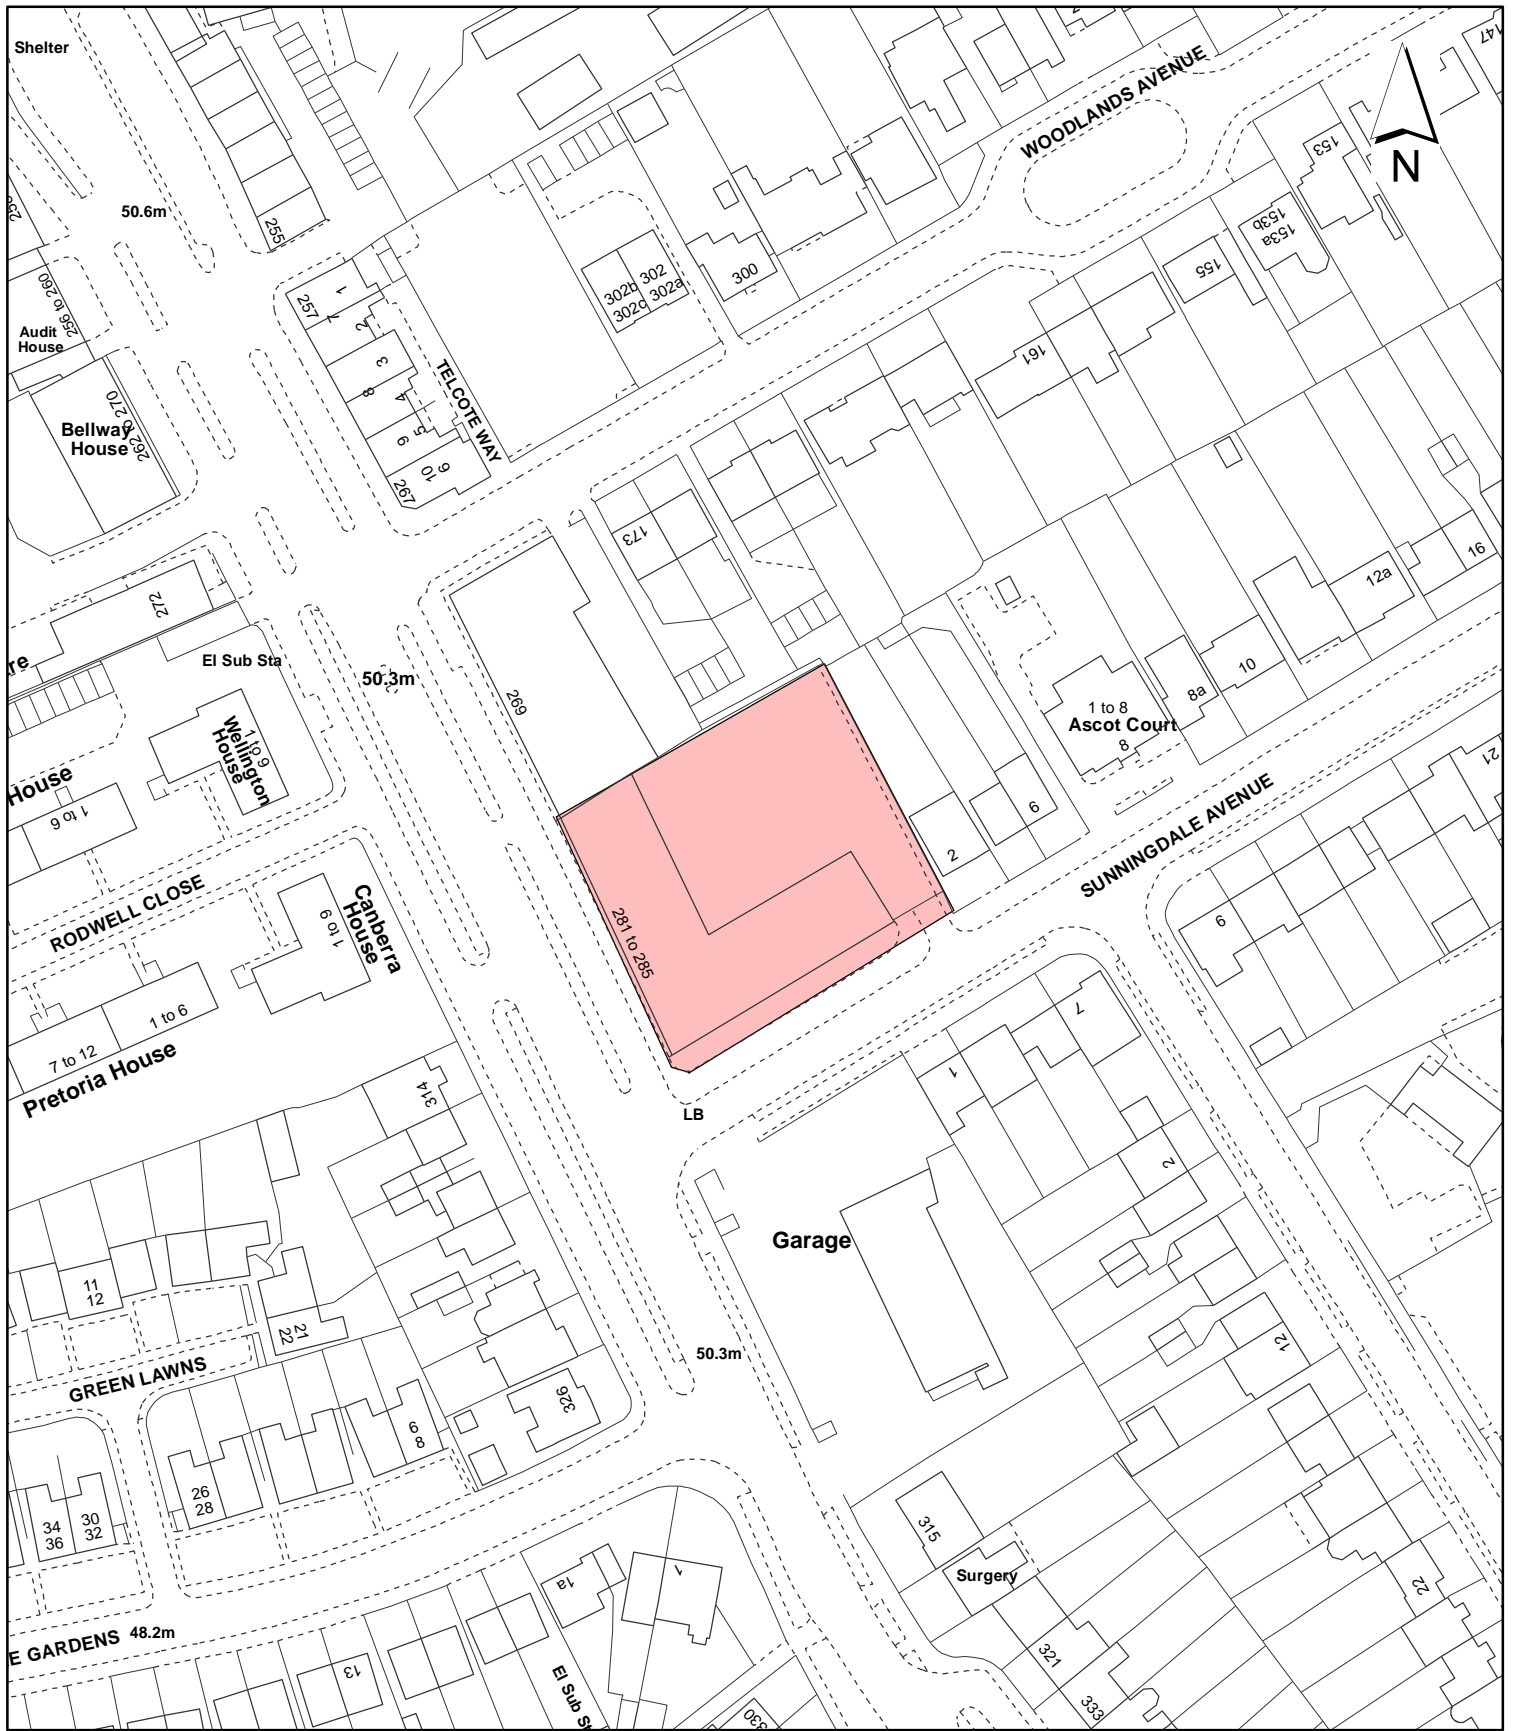 Shelter
147
WOODLANDS AVENUE
N
153
50.6m
255
153b
153a
155
256 to 260
257
1
7
2
3
8
4
5
9
6
10
297
302b
302
302c
302a
300
Audit
House
TELCOTE WAY
161
Bellway
House
262 to 270
173
16
12a
272
El Sub Sta
50.3m
269
10
8a
1 to 8
Ascot Court
8
Wellington
House
1 to 9
House
1 to 6
6
2
21
SUNNINGDALE AVENUE
RODWELL CLOSE
Canberra
House
1 to 9
281 to 285
9
1 to 6
7 to 12
Pretoria House
7
1
314
LB
2
Garage
11
12
21
22
50.3m
12
GREEN LAWNS
326
6
8
26
28
34
36
30
32
315
Surgery
22
1a
1
E GARDENS
48.2m
13
El Sub St
321
333
330